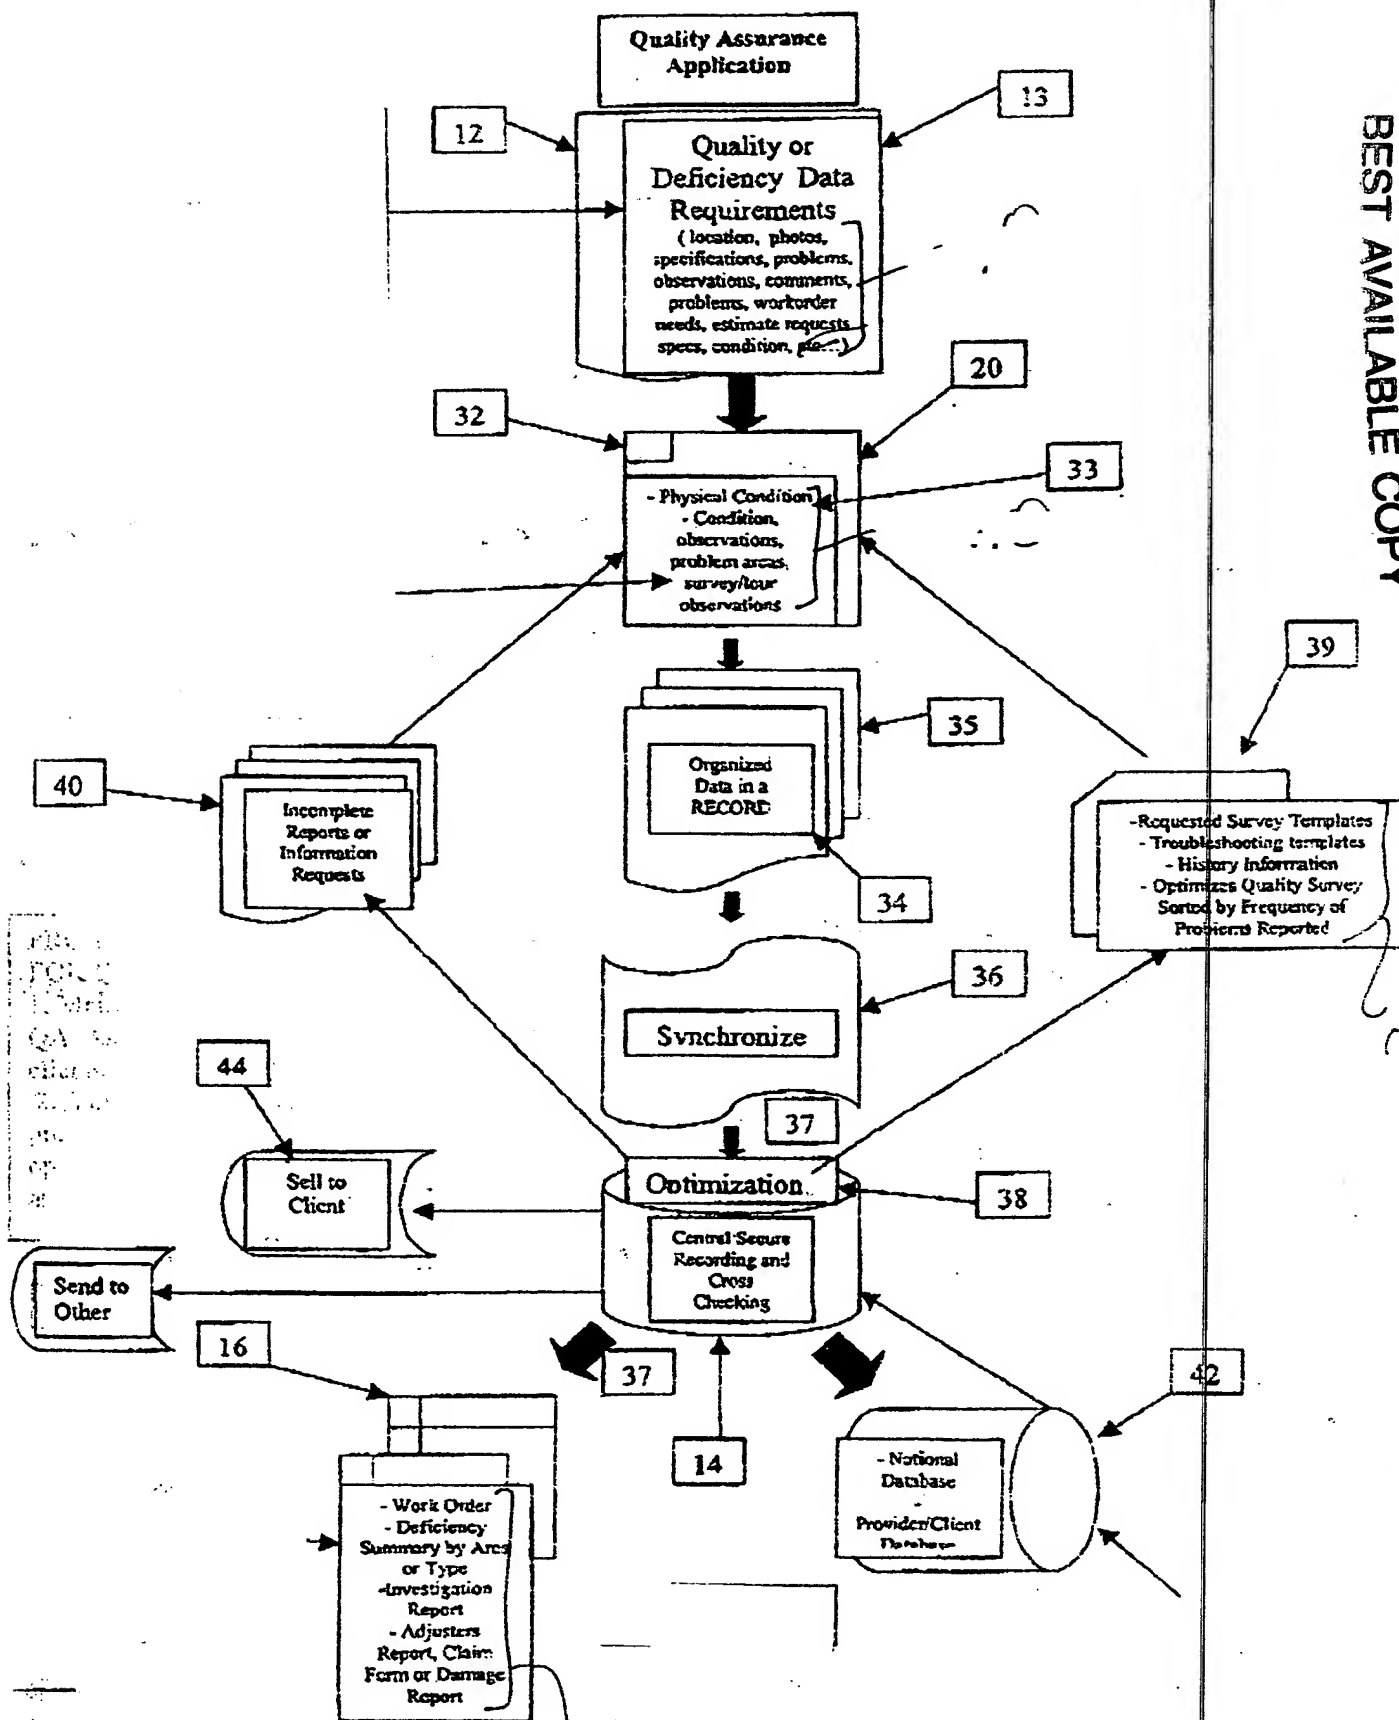 Quality Assurance
Application
13
12
Quality or
Deficiency Data
Requirements
( location, photos,
specifications, problems,
observations, comments,
problems, workorder
needs, estimate requests
specs, condition, etc...)
BEST AVAILABLE COPY
20
32
33
- Physical Condition
- Condition,
observations,
problem areas,
survey/tour
observations
39
35
40
Organized
Data in a
RECORD
Incomplete
Reports or
Information
Requests
-Requested Survey Templates
- Troubleshooting templates
- History Information
- Optimizes Quality Survey
Sorted by Frequency of
Problems Reported
34
36
Synchronize
QA
44
37
Optimization
38
Sell to
Client
Central Secure
Recording and
Cross
Checking
Send to
Other
16
37
42
14
- National
Database
-
Provider/Client
Database
- Work Order
- Deficiency
Summary by Area
or Type
-Investigation
Report
- Adjusters
Report, Claim
Form or Damage
Report